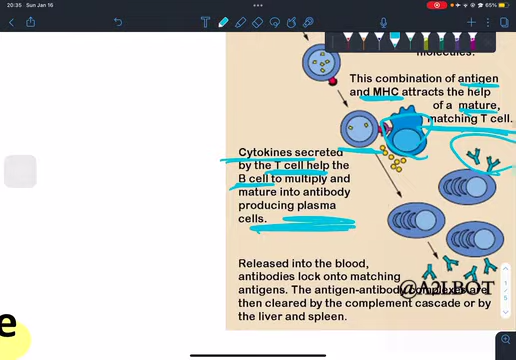 20:35 Sun Jan 16
65%
molecules.
This combination of antigen
and MHC attracts the help
of a mature,
matching T cell.
Cytokines secreted
by the T cell help the
B cell to multiply and
mature into antibody
producing plasma
cells.
Released into the blood,
antibodies lock onto matching
antigens. The antigen-antibody complexes are
then cleared by the complement cascade or by
the liver and spleen.
@A2LBOT
e